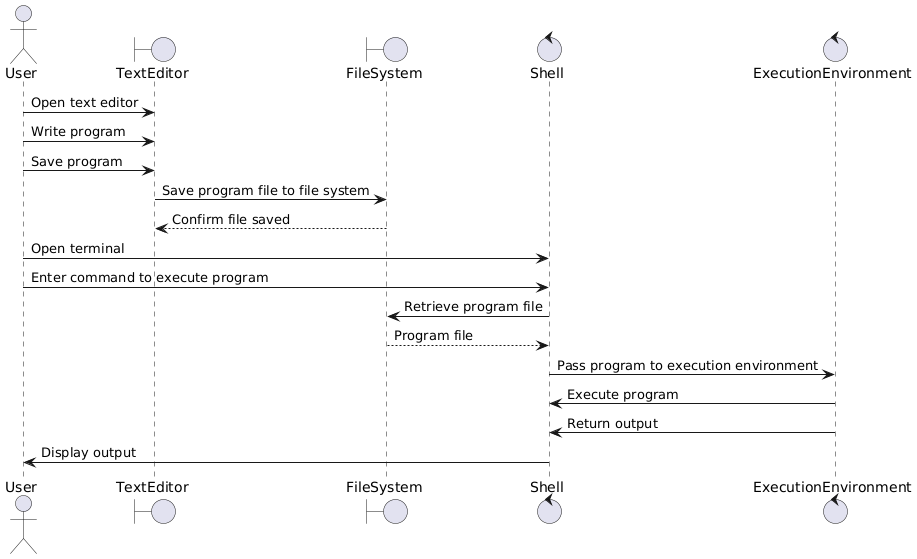 User
TextEditor
FileSystem
Shell
ExecutionEnvironment
Open text editor
Write program
Save program
Save program file to file system
Confirm file saved
Open terminal
Enter command to execute program
Retrieve program file
Program file
Pass program to execution environment
Execute program
Return output
Display output
User
TextEditor
FileSystem
Shell
ExecutionEnvironment